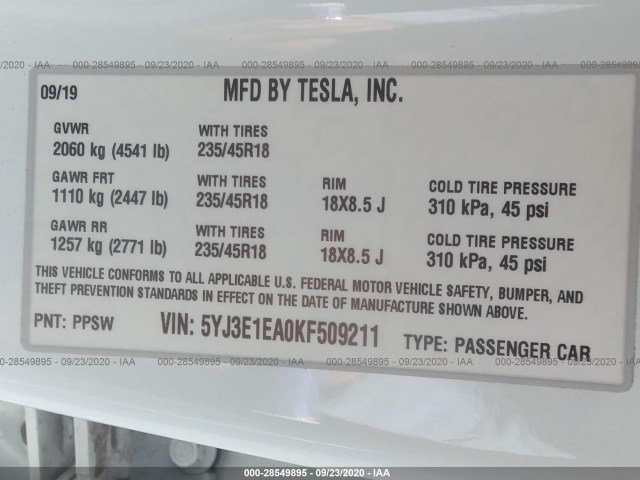 000-28549895 - 09/23/2020 - IAA
09/19 MFD BY TESLA, INC.
GVWR WITH TIRES
2060 kg (4541 lb) 235/45R18
GAWR FRT WITH TIRES RIM COLD TIRE PRESSURE
1110 kg (2447 lb) 235/45R18 18X8.5 J 310 kPa, 45 psi
GAWR RR WITH TIRES RIM COLD TIRE PRESSURE
1257 kg (2771 lb) 235/45R18 18X8.5 J 310 kPa, 45 psi
THIS VEHICLE CONFORMS TO ALL APPLICABLE U.S. FEDERAL MOTOR VEHICLE SAFETY, BUMPER, AND
THEFT PREVENTION STANDARDS IN EFFECT ON THE DATE OF MANUFACTURE SHOWN ABOVE.
PNT: PPSW VIN: 5YJ3E1EA0KF509211 TYPE: PASSENGER CAR
000-28549895 - 09/23/2020 - IAA
000-28549895 - 09/23/2020 - IAA